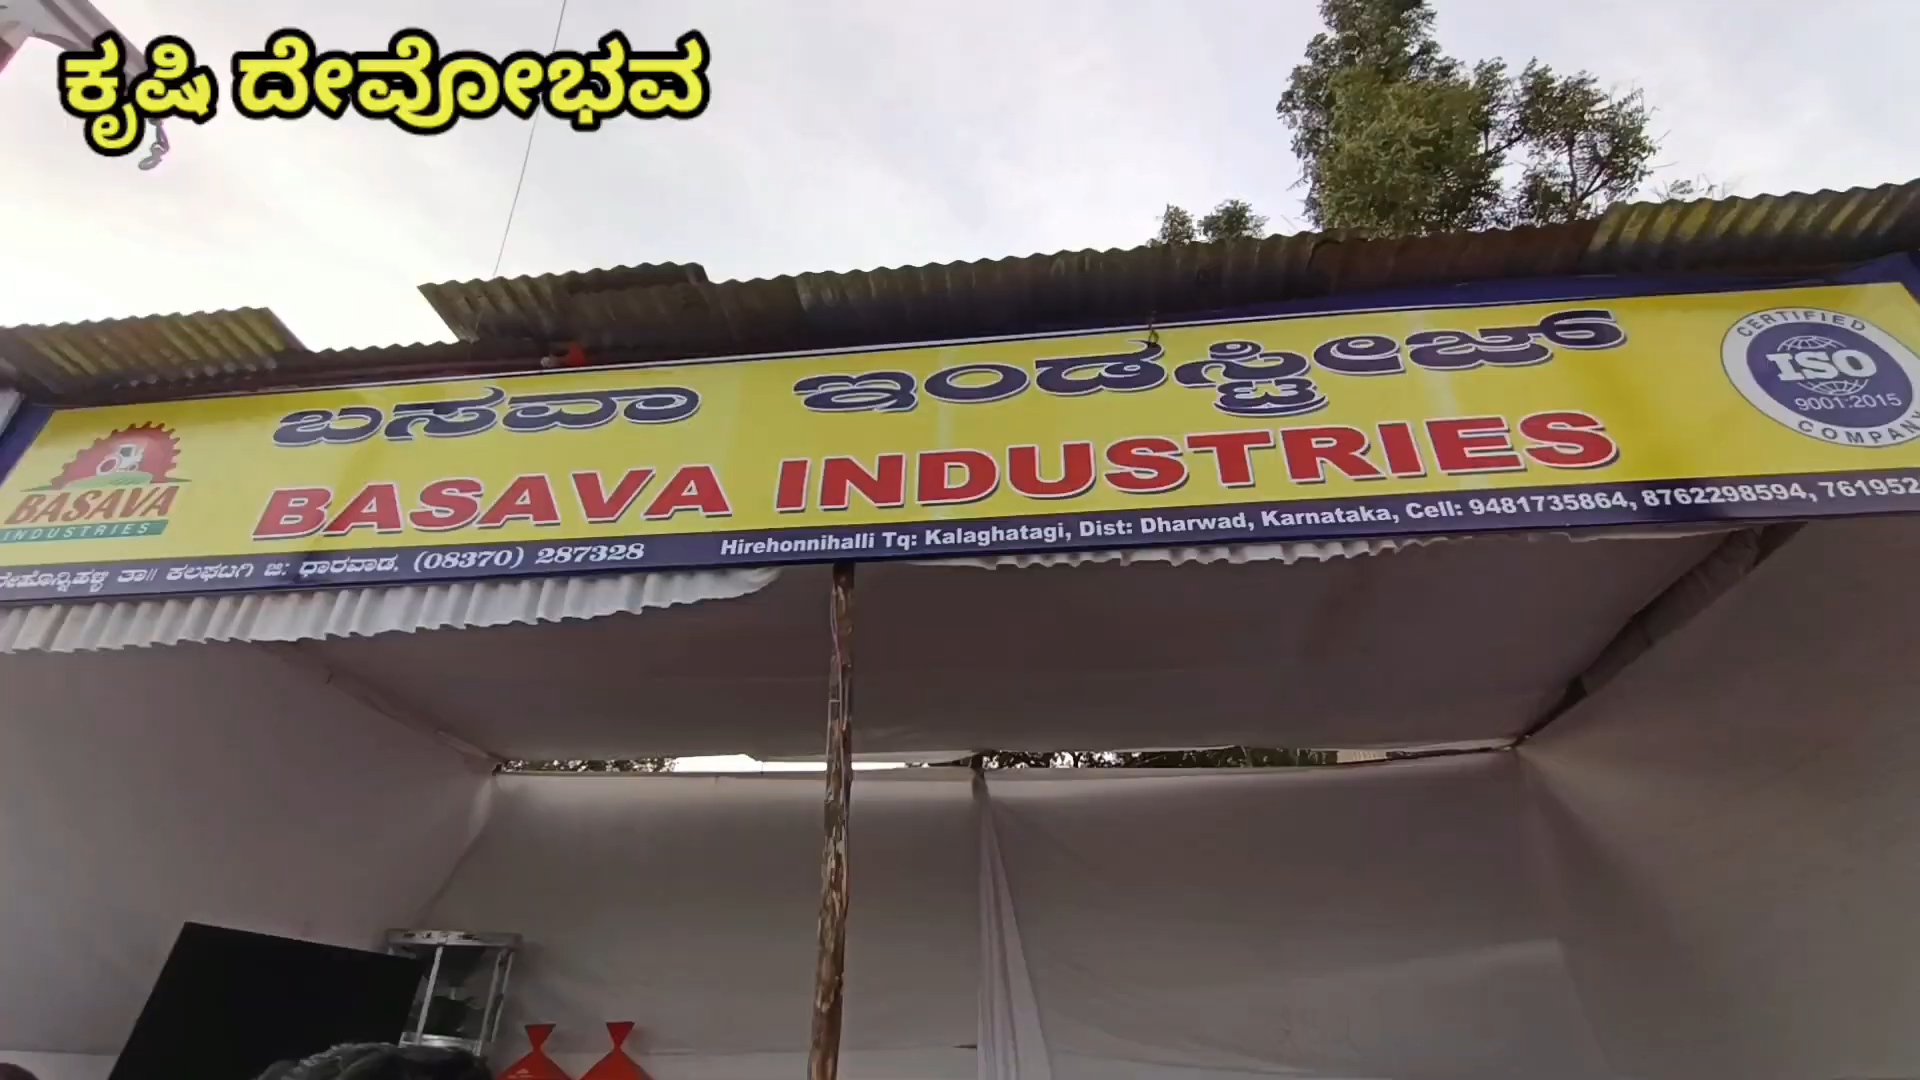 ಕೃಷಿ ದೇವೋಭವ
ಬಸವಾ ಇಂಡಸ್ಟ್ರೀಜ್
CERTIFIED
ISO
9001:2015
COMPANY
BASAVA
INDUSTRIES
BASAVA INDUSTRIES
ತಾ॥ ಕಲಘಟಗಿ ಜಿ: ಧಾರವಾಡ. (08370) 287328
Hirehonnihalli Tq: Kalaghatagi, Dist: Dharwad, Karnataka, Cell: 9481735864, 8762298594,